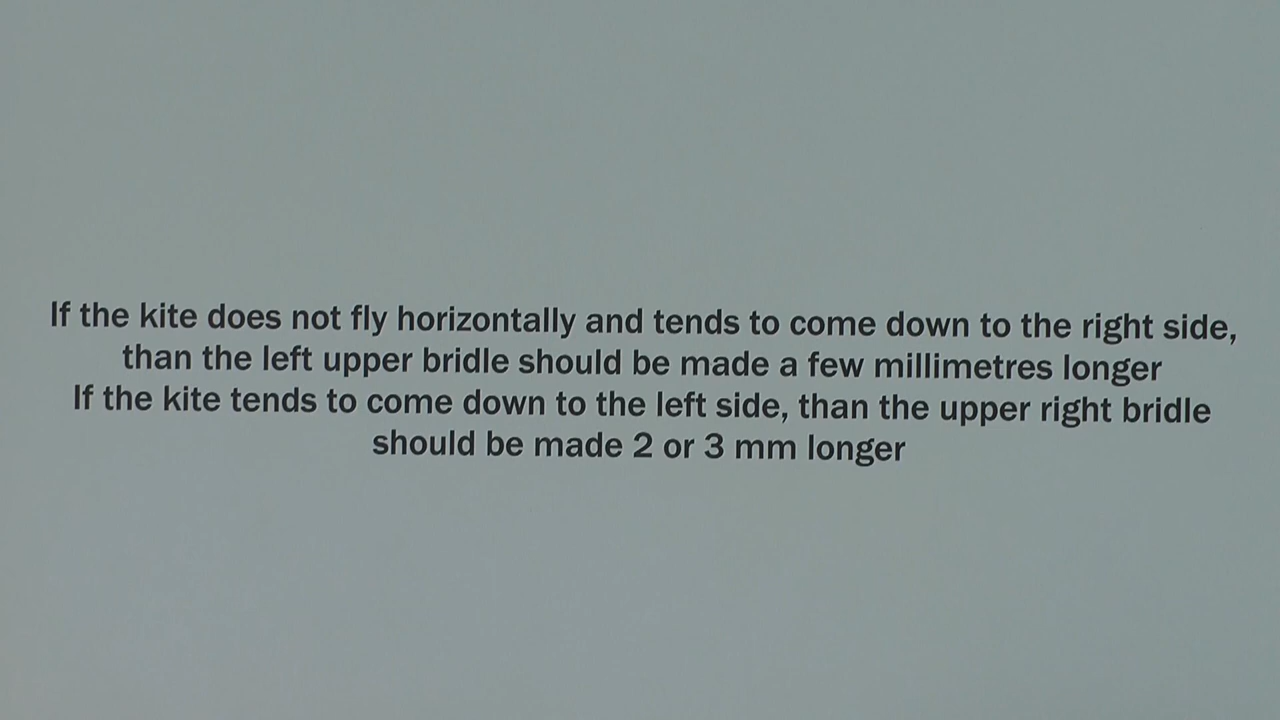 If the kite does not fly horizontally and tends to come down to the right side,
than the left upper bridle should be made a few millimetres longer
If the kite tends to come down to the left side, than the upper right bridle
should be made 2 or 3 mm longer